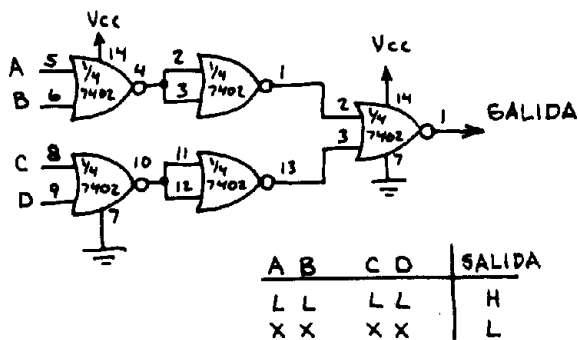 Vcc
Vcc
14
A 5
B 6
1/4 7402
4
2
3
1/4 7402
1
2
3
14
1/4 7402
1
SALIDA
7
C 8
D 9
1/4 7402
10
7
11
12
1/4 7402
13
A B C D SALIDA
L L L L H
X X X X L